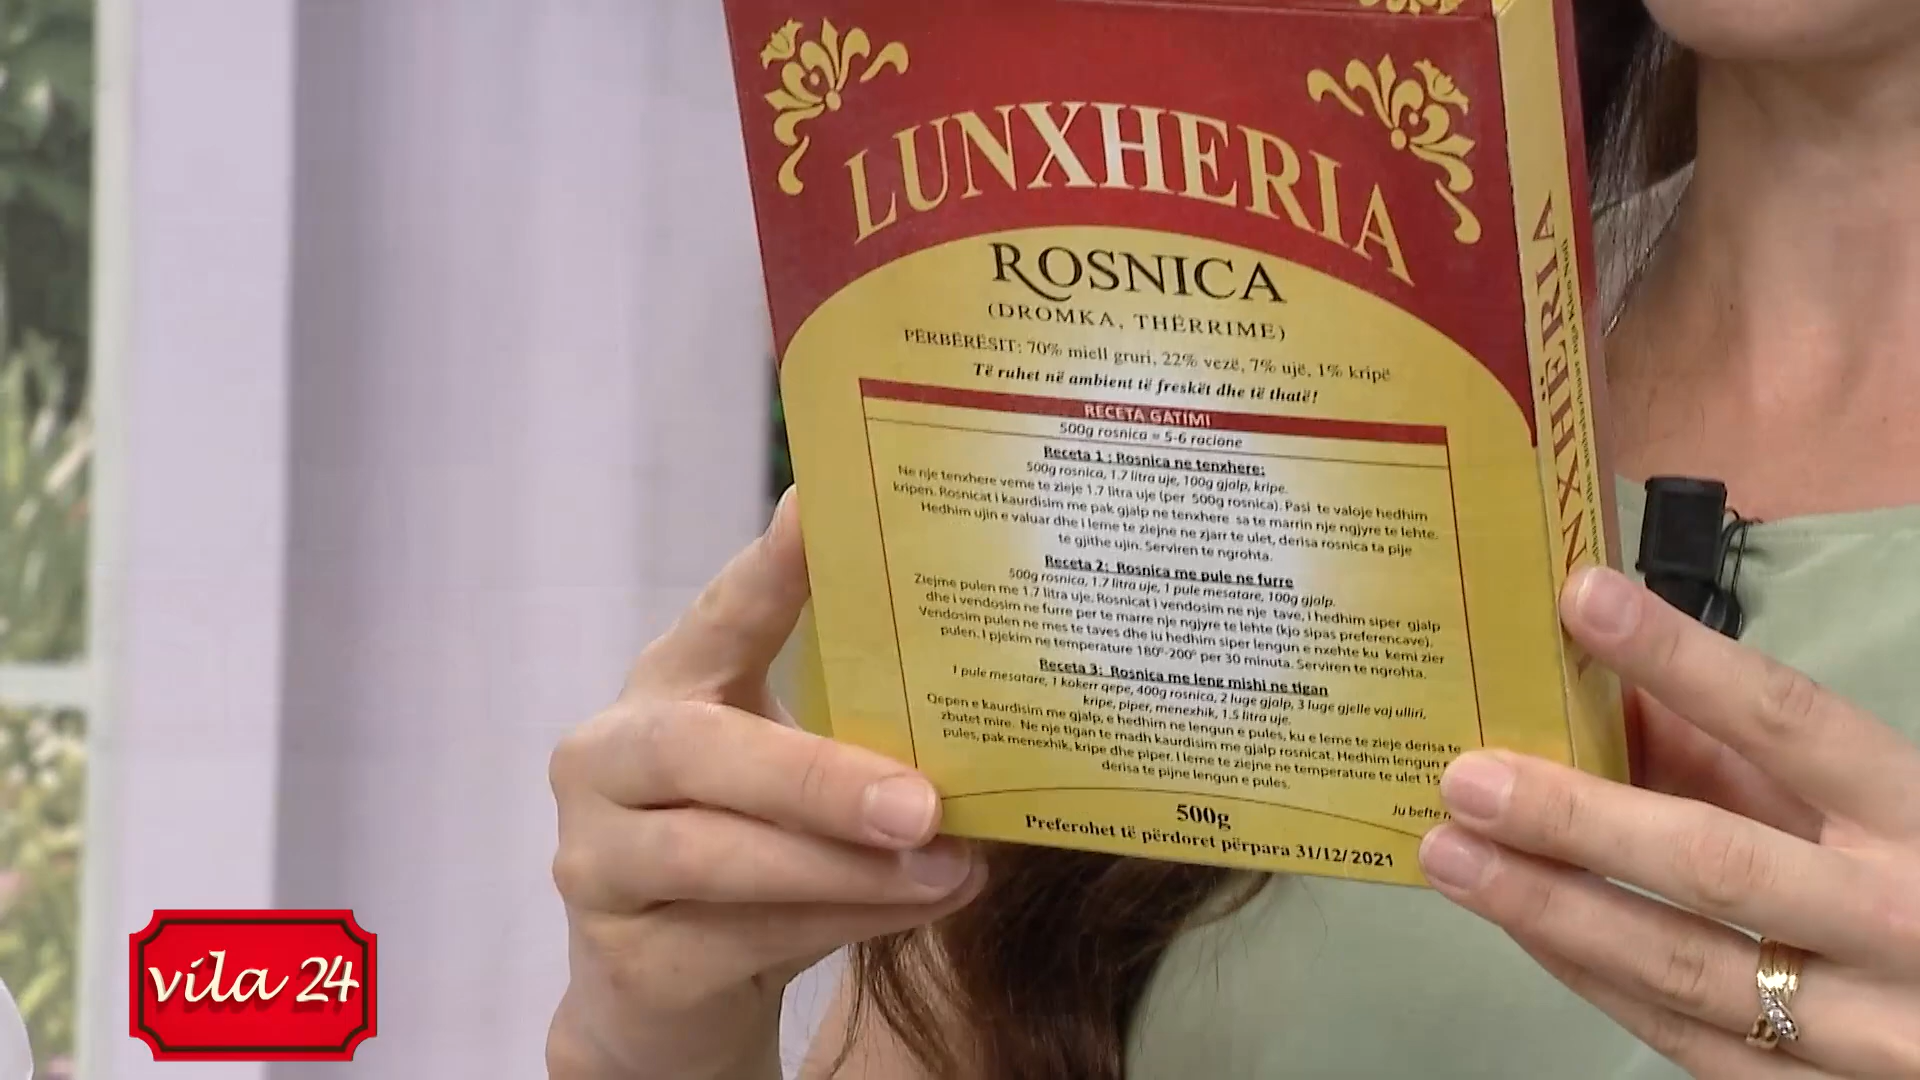 LUNXHERIA
ROSNICA
(DROMKA, THËRRIME)
PËRBËRËSIT: 70% miell gruri, 22% vezë, 7% ujë, 1% kripë
Të ruhet në ambient të freskët dhe të thatë!
RECETA GATIMI
500g rosnica = 5-6 racione
Receta 1 : Rosnica ne tenxhere:
500g rosnica, 1.7 litra uje, 100g gjalp, kripe.
Ne nje tenxhere veme te zieje 1.7 litra uje (per 500g rosnica). Pasi te valoje hedhim
kripen. Rosnicat i kaurdisim me pak gjalp ne tenxhere sa te marrin nje ngjyre te lehte.
Hedhim ujin e valuar dhe i leme te ziejne ne zjarr te ulet, derisa rosnica ta pije
te gjithe ujin. Serviren te ngrohta.
Receta 2: Rosnica me pule ne furre
500g rosnica, 1.7 litra uje, 1 pule mesatare, 100g gjalp.
Ziejme pulen me 1.7 litra uje. Rosnicat i vendosim ne nje tave, i hedhim siper gjalp
dhe i vendosim ne furre per te marre nje ngjyre te lehte (kjo sipas preferencave).
Vendosim pulen ne mes te taves dhe iu hedhim siper lengun e nxehte ku kemi zier
pulen. I pjekim ne temperature 180°-200° per 30 minuta. Serviren te ngrohta.
Receta 3: Rosnica me leng mishi ne tigan
1 pule mesatare, 1 kokerr qepe, 400g rosnica, 2 luge gjalp, 3 luge gjelle vaj ulliri,
kripe, piper, menexhik, 1.5 litra uje.
Qepen e kaurdisim me gjalp, e hedhim ne lengun e pules, ku e leme te zieje derisa te
zbutet mire. Ne nje tigan te madh kaurdisim me gjalp rosnicat. Hedhim lengun
pules, pak menexhik, kripe dhe piper. I leme te ziejne ne temperature te ulet 15
derisa te pijne lengun e pules.
Ju befte
500g
Preferohet të përdoret përpara 31/12/2021
NXHËRIA
vila 24